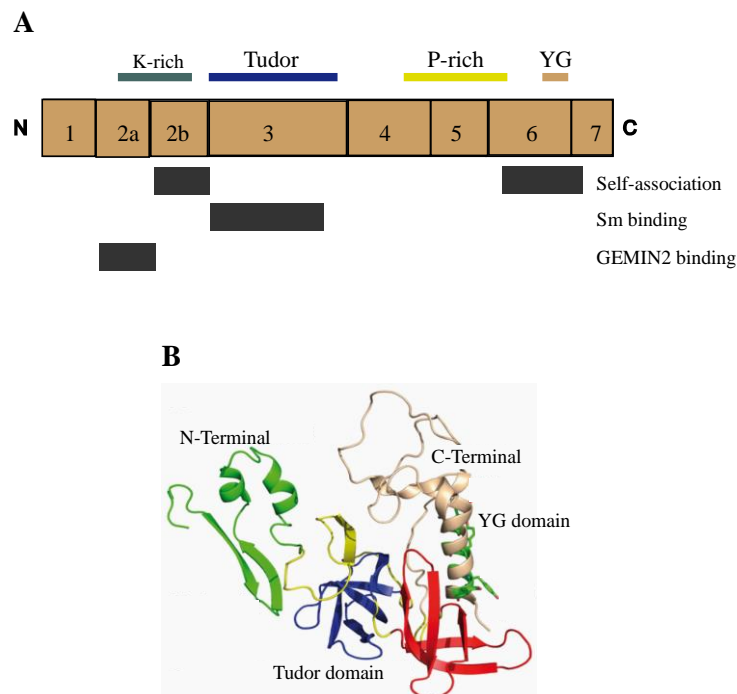 A
K-rich Tudor P-rich YG
N 1 2a 2b 3 4 5 6 7 C
Self-association
Sm binding
GEMIN2 binding
B
N-Terminal
C-Terminal
YG domain
Tudor domain